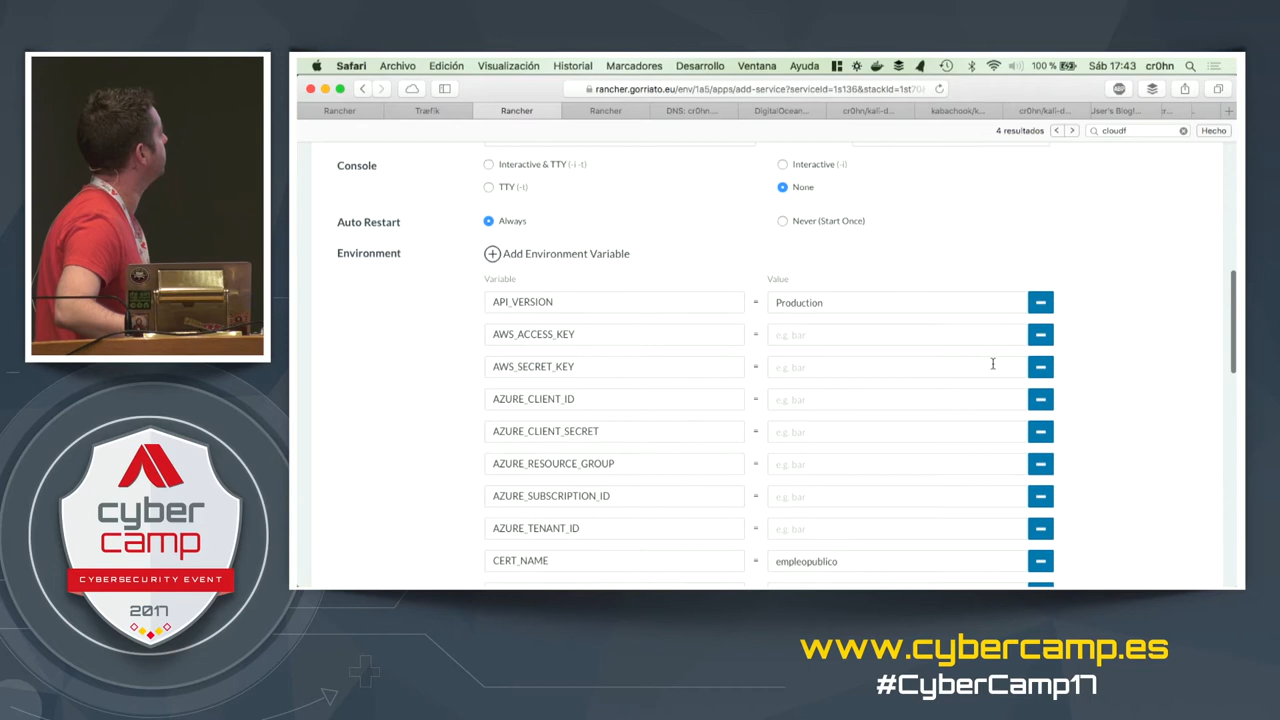 Safari Archivo Edición Visualización Historial Marcadores Desarrollo Ventana Ayuda 100 % Sáb 17:43 cr0hn
rancher.gorriato.eu/env/1a5/apps/add-service?serviceId=1s136&stackId=1st70
Rancher Træfik Rancher Rancher DNS: cr0hn.... DigitalOcean... cr0hn/kali-d... kabachook/k... cr0hn/kali-d... User's Blog!... r...
4 resultados cloudf Hecho
Console Interactive & TTY (-i -t) Interactive (-i)
TTY (-t) None
Auto Restart Always Never (Start Once)
Environment Add Environment Variable
Variable Value
API_VERSION = Production
AWS_ACCESS_KEY = e.g. bar
AWS_SECRET_KEY = e.g. bar
AZURE_CLIENT_ID = e.g. bar
AZURE_CLIENT_SECRET = e.g. bar
AZURE_RESOURCE_GROUP = e.g. bar
AZURE_SUBSCRIPTION_ID = e.g. bar
AZURE_TENANT_ID = e.g. bar
CERT_NAME = empleopublico
cyber
camp
CYBERSECURITY EVENT
2017
www.cybercamp.es
#CyberCamp17